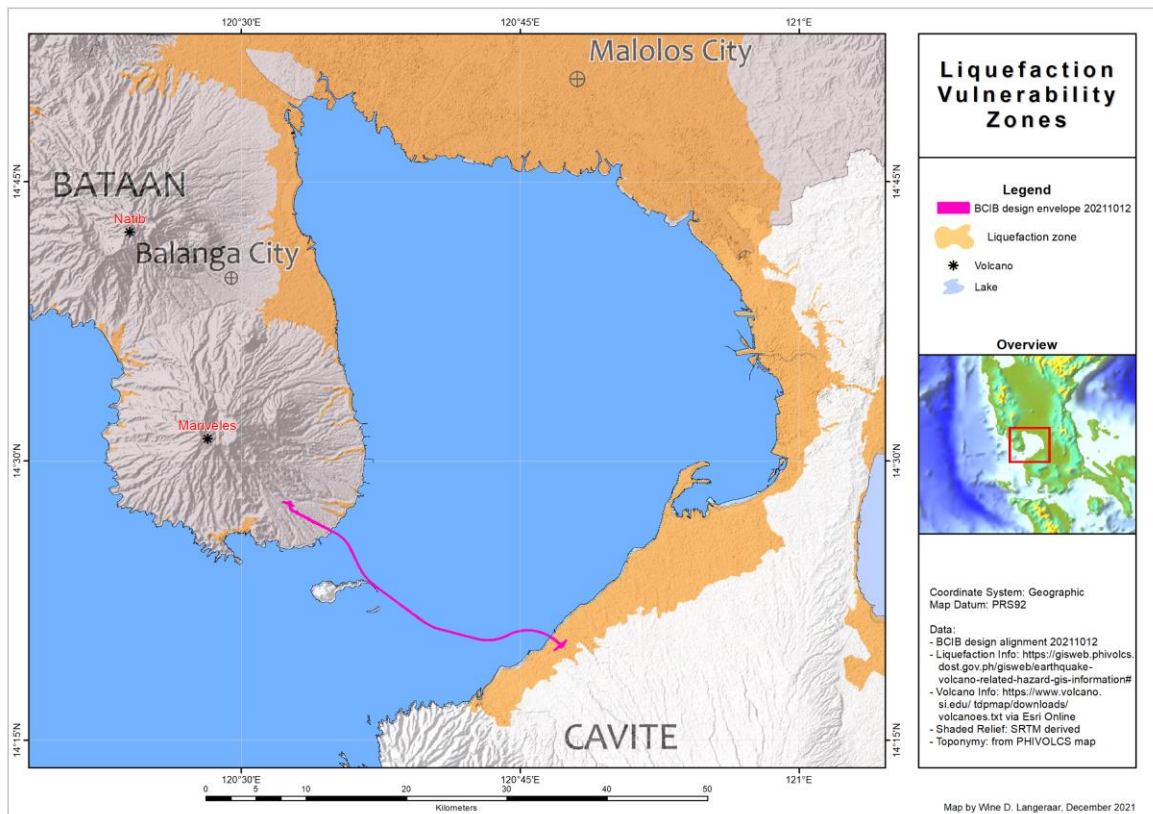 120°30'E
120°45'E
121°E
Malolos City
BATAAN
Natib
Balanga City
Mariveles
CAVITE
14°45'N
14°30'N
14°15'N
14°45'N
14°30'N
14°15'N
120°30'E
120°45'E
121°E
0 5 10 20 30 40 50
Kilometers
Liquefaction
Vulnerability
Zones
Legend
BCIB design envelope 20211012
Liquefaction zone
Volcano
Lake
Overview
Coordinate System: Geographic
Map Datum: PRS92
Data:
- BCIB design alignment 20211012
- Liquefaction Info: https://gisweb.phivolcs.
dost.gov.ph/gisweb/earthquake-
volcano-related-hazard-gis-information#
- Volcano Info: https://www.volcano.
si.edu/ tdpmap/downloads/
volcanoes.txt via Esri Online
- Shaded Relief: SRTM derived
- Toponymy: from PHIVOLCS map
Map by Wine D. Langeraar, December 2021